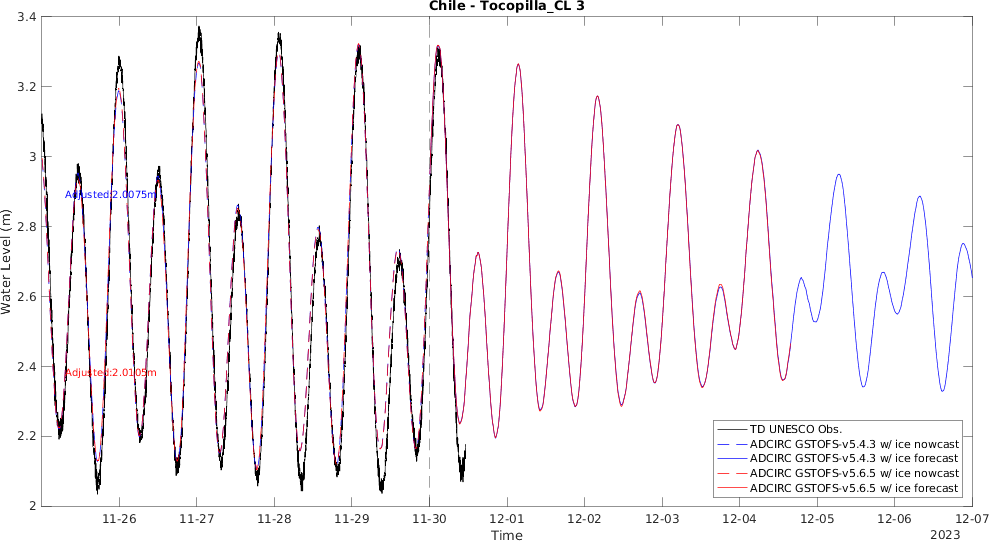 Chile - Tocopilla_CL 3
3.4
3.2
3
2.8
2.6
2.4
2.2
2
Water Level (m)
Adjusted:2.0075m
Adjusted:2.0105m
TD UNESCO Obs.
ADCIRC GSTOFS-v5.4.3 w/ ice nowcast
ADCIRC GSTOFS-v5.4.3 w/ ice forecast
ADCIRC GSTOFS-v5.6.5 w/ ice nowcast
ADCIRC GSTOFS-v5.6.5 w/ ice forecast
11-26 11-27 11-28 11-29 11-30 12-01 12-02 12-03 12-04 12-05 12-06 12-07
Time
2023